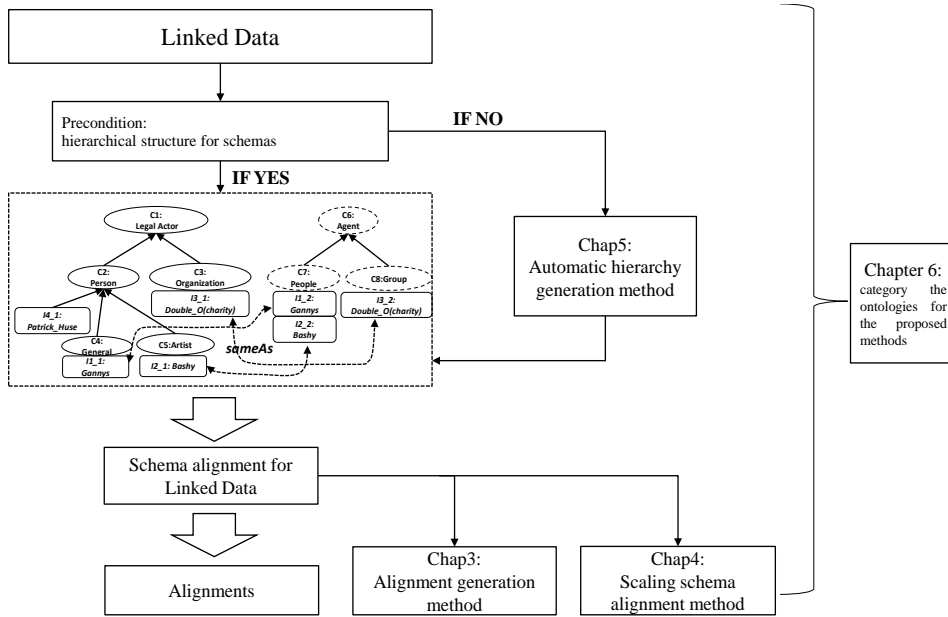 Linked Data
Precondition:
hierarchical structure for schemas
IF NO
IF YES
C1:
Legal Actor
C2:
Person
C3:
Organization
I3_1:
Double_O(charity)
I4_1:
Patrick_Huse
C4:
General
I1_1:
Gannys
C5:Artist
I2_1: Bashy
sameAs
C6:
Agent
C7:
People
I1_2:
Gannys
I2_2:
Bashy
C8:Group
I3_2:
Double_O(charity)
Chap5:
Automatic hierarchy
generation method
Chapter 6:
category the
ontologies for
the proposed
methods
Schema alignment for
Linked Data
Alignments
Chap3:
Alignment generation
method
Chap4:
Scaling schema
alignment method